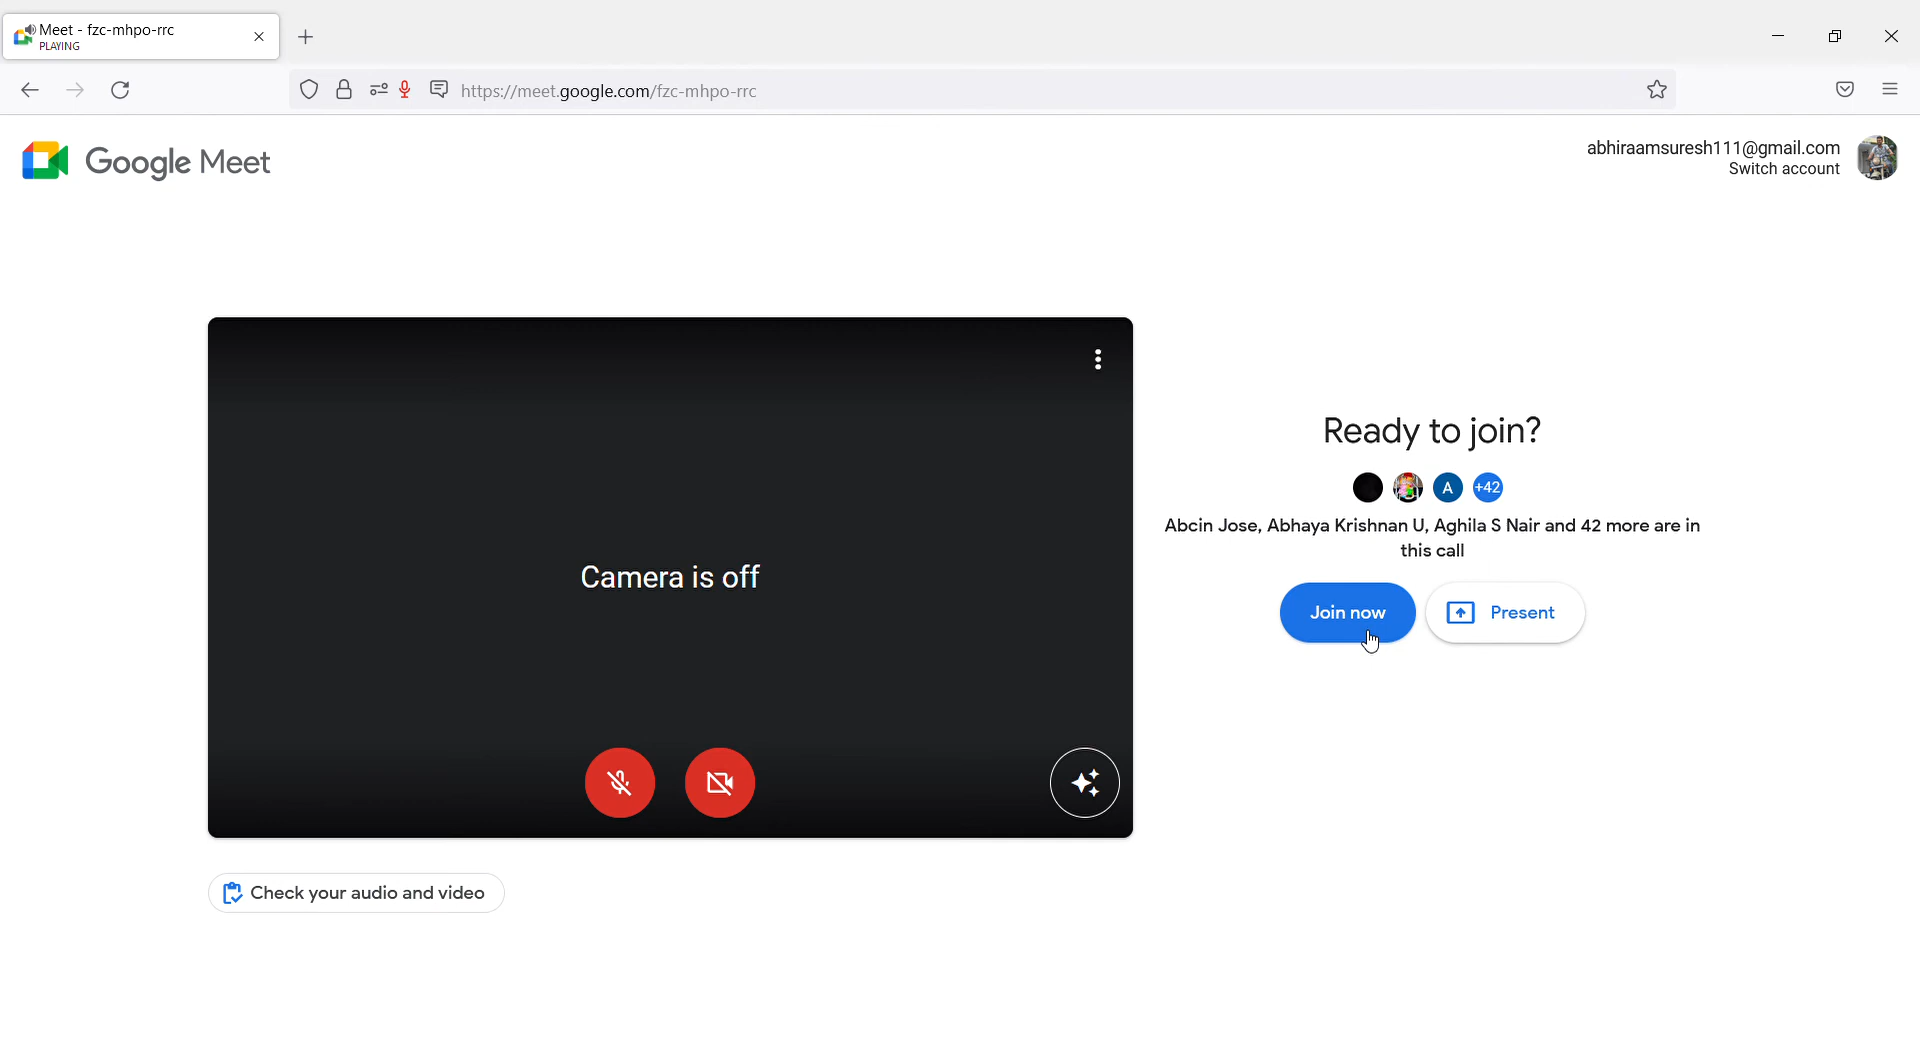 Meet - fzc-mhpo-rrc
PLAYING
https://meet.google.com/fzc-mhpo-rrc
Google Meet
abhiraamsuresh111@gmail.com
Switch account
Camera is off
Ready to join?
A +42
Abcin Jose, Abhaya Krishnan U, Aghila S Nair and 42 more are in
this call
Join now
Present
Check your audio and video